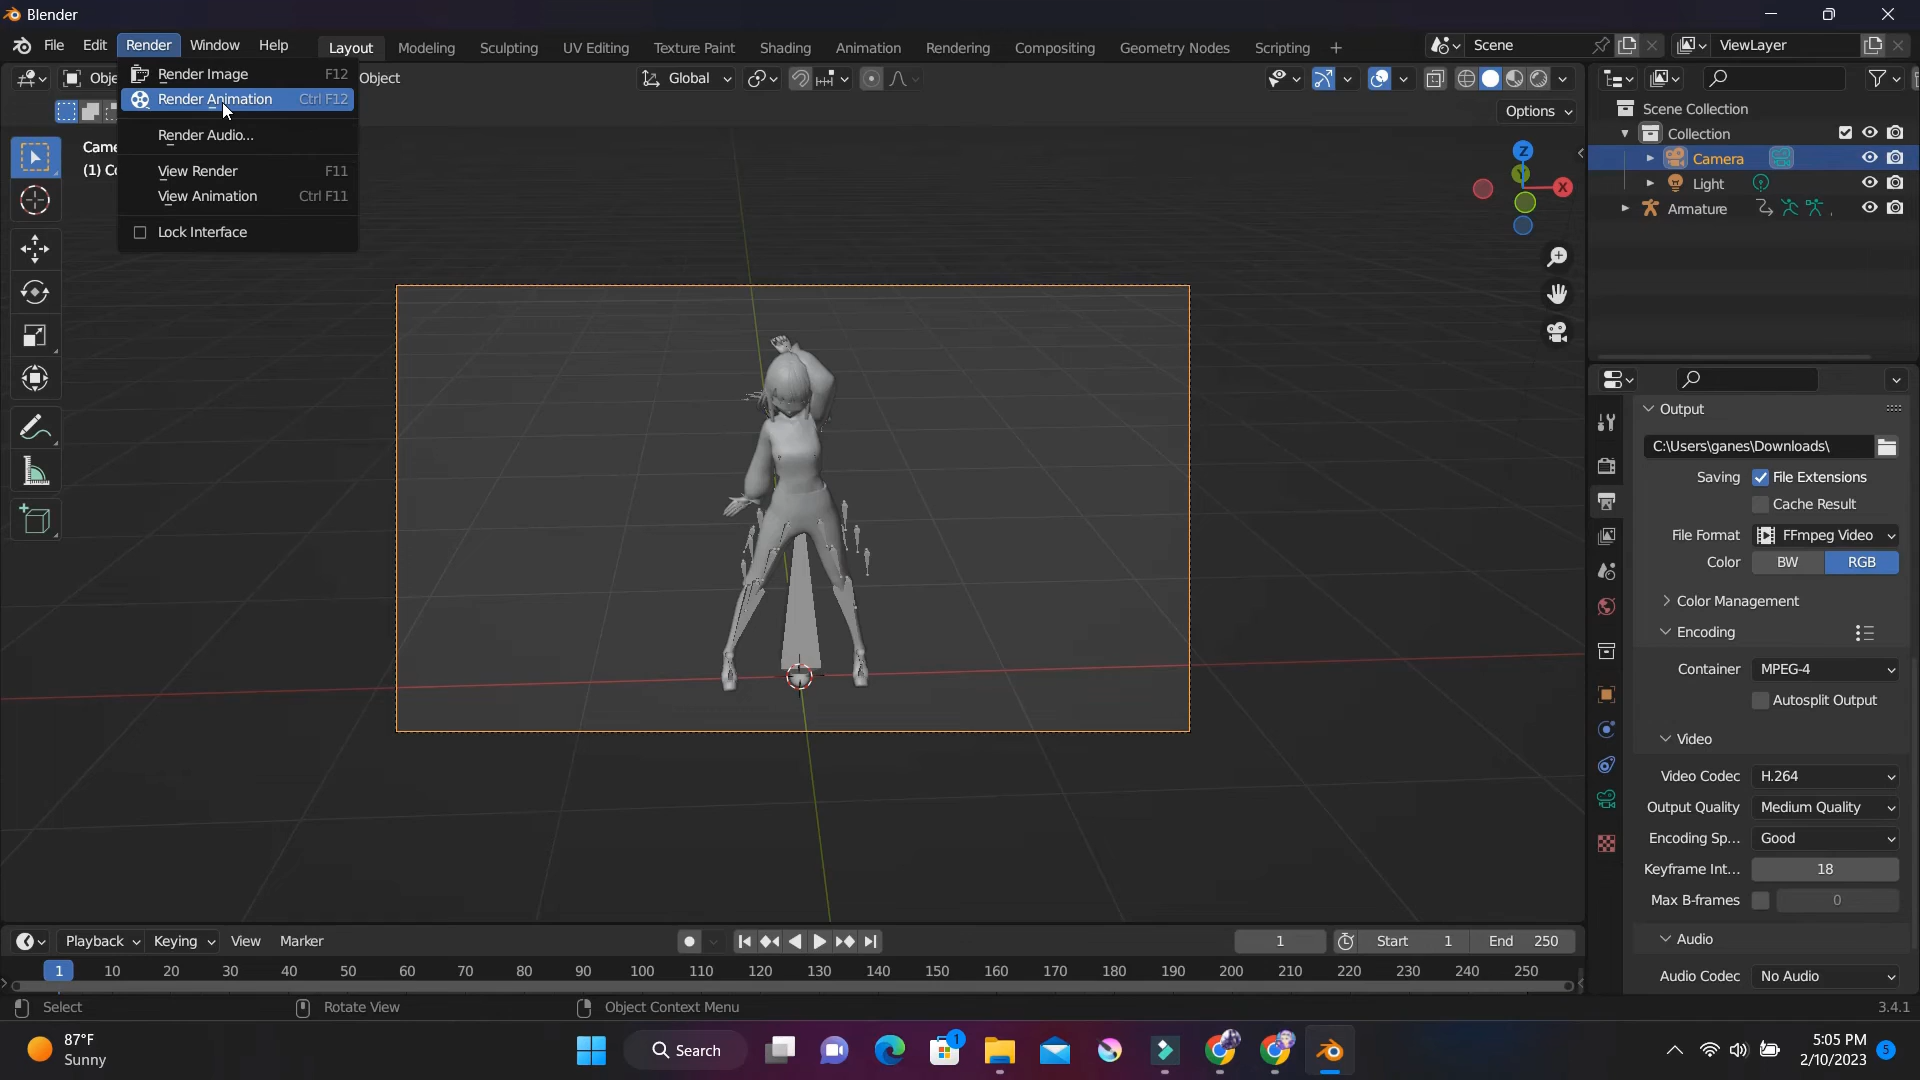 Blender
File Edit Render Window Help
Layout Modeling Sculpting UV Editing Texture Paint Shading Animation Rendering Compositing Geometry Nodes Scripting +
Scene
ViewLayer
Render Image F12
Render Animation Ctrl F12
Render Audio...
View Render F11
View Animation Ctrl F11
Lock Interface
Obje
Object
Global
Options
Came
(1) Co
Z
Y
X
Scene Collection
Collection
Camera
Light
Armature
Output
C:\Users\ganes\Downloads\
Saving File Extensions
Cache Result
File Format FFmpeg Video
Color BW RGB
Color Management
Encoding
Container MPEG-4
Autosplit Output
Video
Video Codec H.264
Output Quality Medium Quality
Encoding Sp... Good
Keyframe Int... 18
Max B-frames 0
Audio
Audio Codec No Audio
Playback Keying View Marker
1 Start 1 End 250
1 10 20 30 40 50 60 70 80 90 100 110 120 130 140 150 160 170 180 190 200 210 220 230 240 250
Select Rotate View Object Context Menu 3.4.1
87°F
Sunny
Search
1
5:05 PM
2/10/2023
5